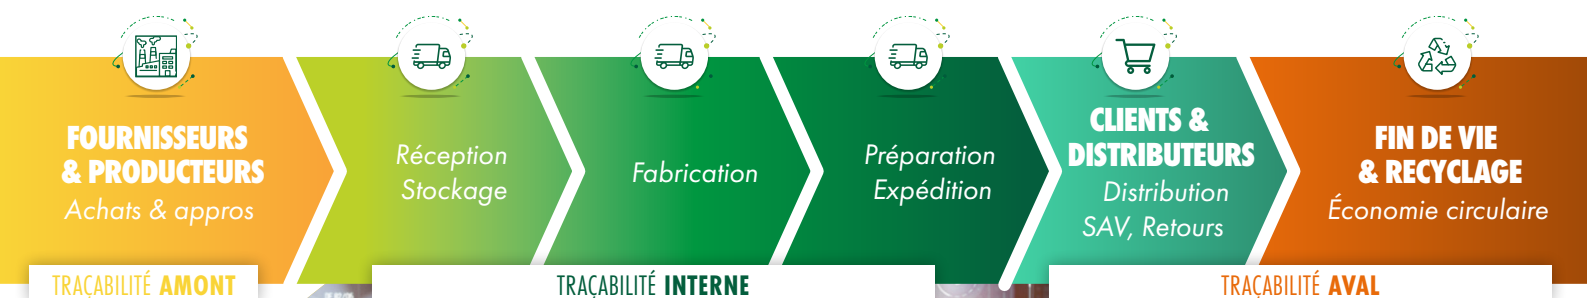 FOURNISSEURS
& PRODUCTEURS
Achats & appros
Réception
Stockage
Fabrication
Préparation
Expédition
CLIENTS &
DISTRIBUTEURS
Distribution
SAV, Retours
FIN DE VIE
& RECYCLAGE
Économie circulaire
TRAÇABILITÉ AMONT
TRAÇABILITÉ INTERNE
TRAÇABILITÉ AVAL